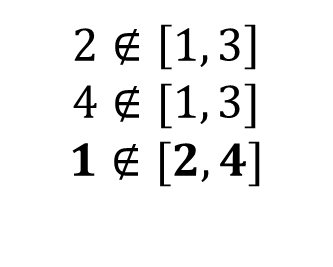 2 ∉ [1, 3]
4 ∉ [1, 3]
1 ∉ [2, 4]